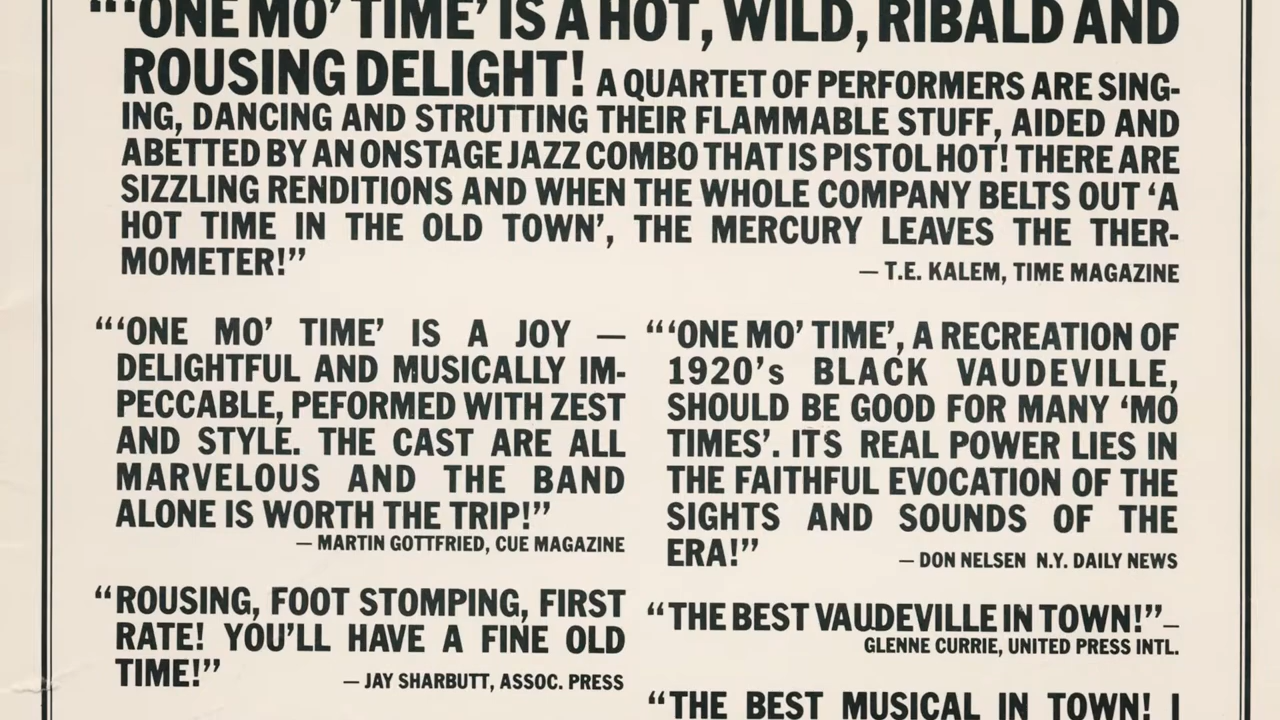 “‘ONE MO’ TIME’ IS A HOT, WILD, RIBALD AND
ROUSING DELIGHT! A QUARTET OF PERFORMERS ARE SING-
ING, DANCING AND STRUTTING THEIR FLAMMABLE STUFF, AIDED AND
ABETTED BY AN ONSTAGE JAZZ COMBO THAT IS PISTOL HOT! THERE ARE
SIZZLING RENDITIONS AND WHEN THE WHOLE COMPANY BELTS OUT ‘A
HOT TIME IN THE OLD TOWN’, THE MERCURY LEAVES THE THER-
MOMETER!”
— T.E. KALEM, TIME MAGAZINE
“‘ONE MO’ TIME’ IS A JOY —
DELIGHTFUL AND MUSICALLY IM-
PECCABLE, PEFORMED WITH ZEST
AND STYLE. THE CAST ARE ALL
MARVELOUS AND THE BAND
ALONE IS WORTH THE TRIP!”
— MARTIN GOTTFRIED, CUE MAGAZINE
“ROUSING, FOOT STOMPING, FIRST
RATE! YOU’LL HAVE A FINE OLD
TIME!”
— JAY SHARBUTT, ASSOC. PRESS
“‘ONE MO’ TIME’, A RECREATION OF
1920’s BLACK VAUDEVILLE,
SHOULD BE GOOD FOR MANY ‘MO
TIMES’. ITS REAL POWER LIES IN
THE FAITHFUL EVOCATION OF THE
SIGHTS AND SOUNDS OF THE
ERA!”
— DON NELSEN N.Y. DAILY NEWS
“THE BEST VAUDEVILLE IN TOWN!”—
GLENNE CURRIE, UNITED PRESS INTL.
“THE BEST MUSICAL IN TOWN! I